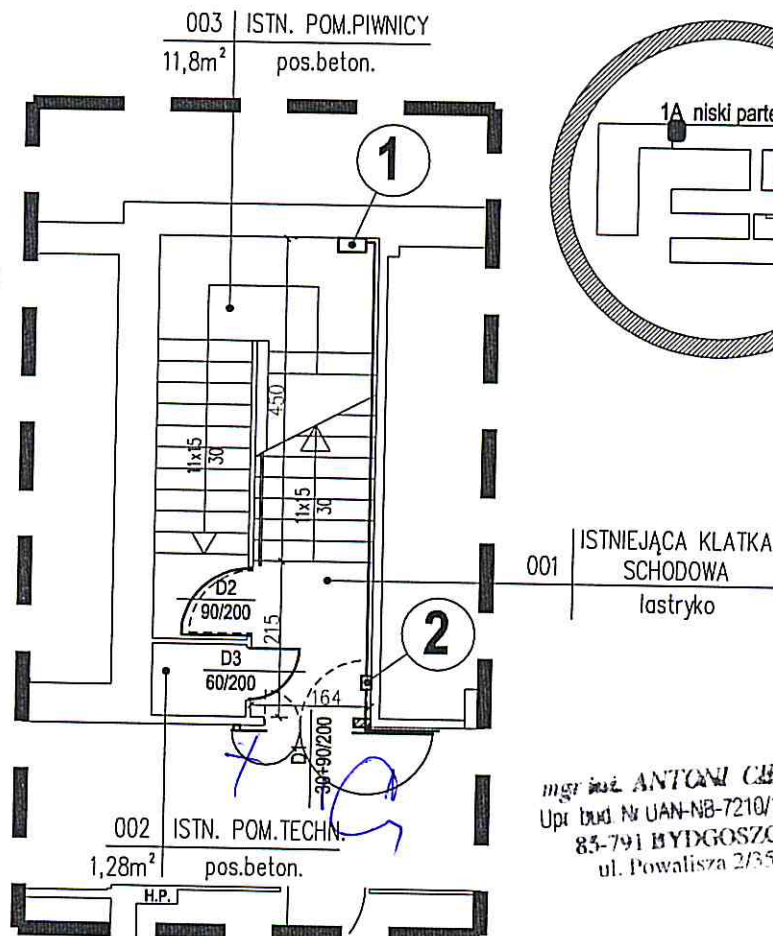 003 ISTN. POM.PIWNICY
11,8m² pos.beton.
1A niski
1
450
11x15
30
11x15
30
ISTNIEJĄCA KLATKA
001 SCHODOWA
lastryko
D2
90/200
215
2
D3
60/200
164
D1
30+90/200
mgr inż. ANTONI
Upr bud Nr UAN-NB-7210/
85-791
ul. Powalisza 2/35
002 ISTN. POM.TECHN.
1,28m² pos.beton.
H.P.